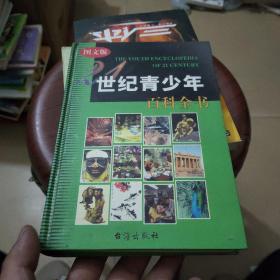 图文版
THE YOUTH ENCYCLOPEDIA
OF 21 CENTURY
世纪青少年
百科全书
台海出版社